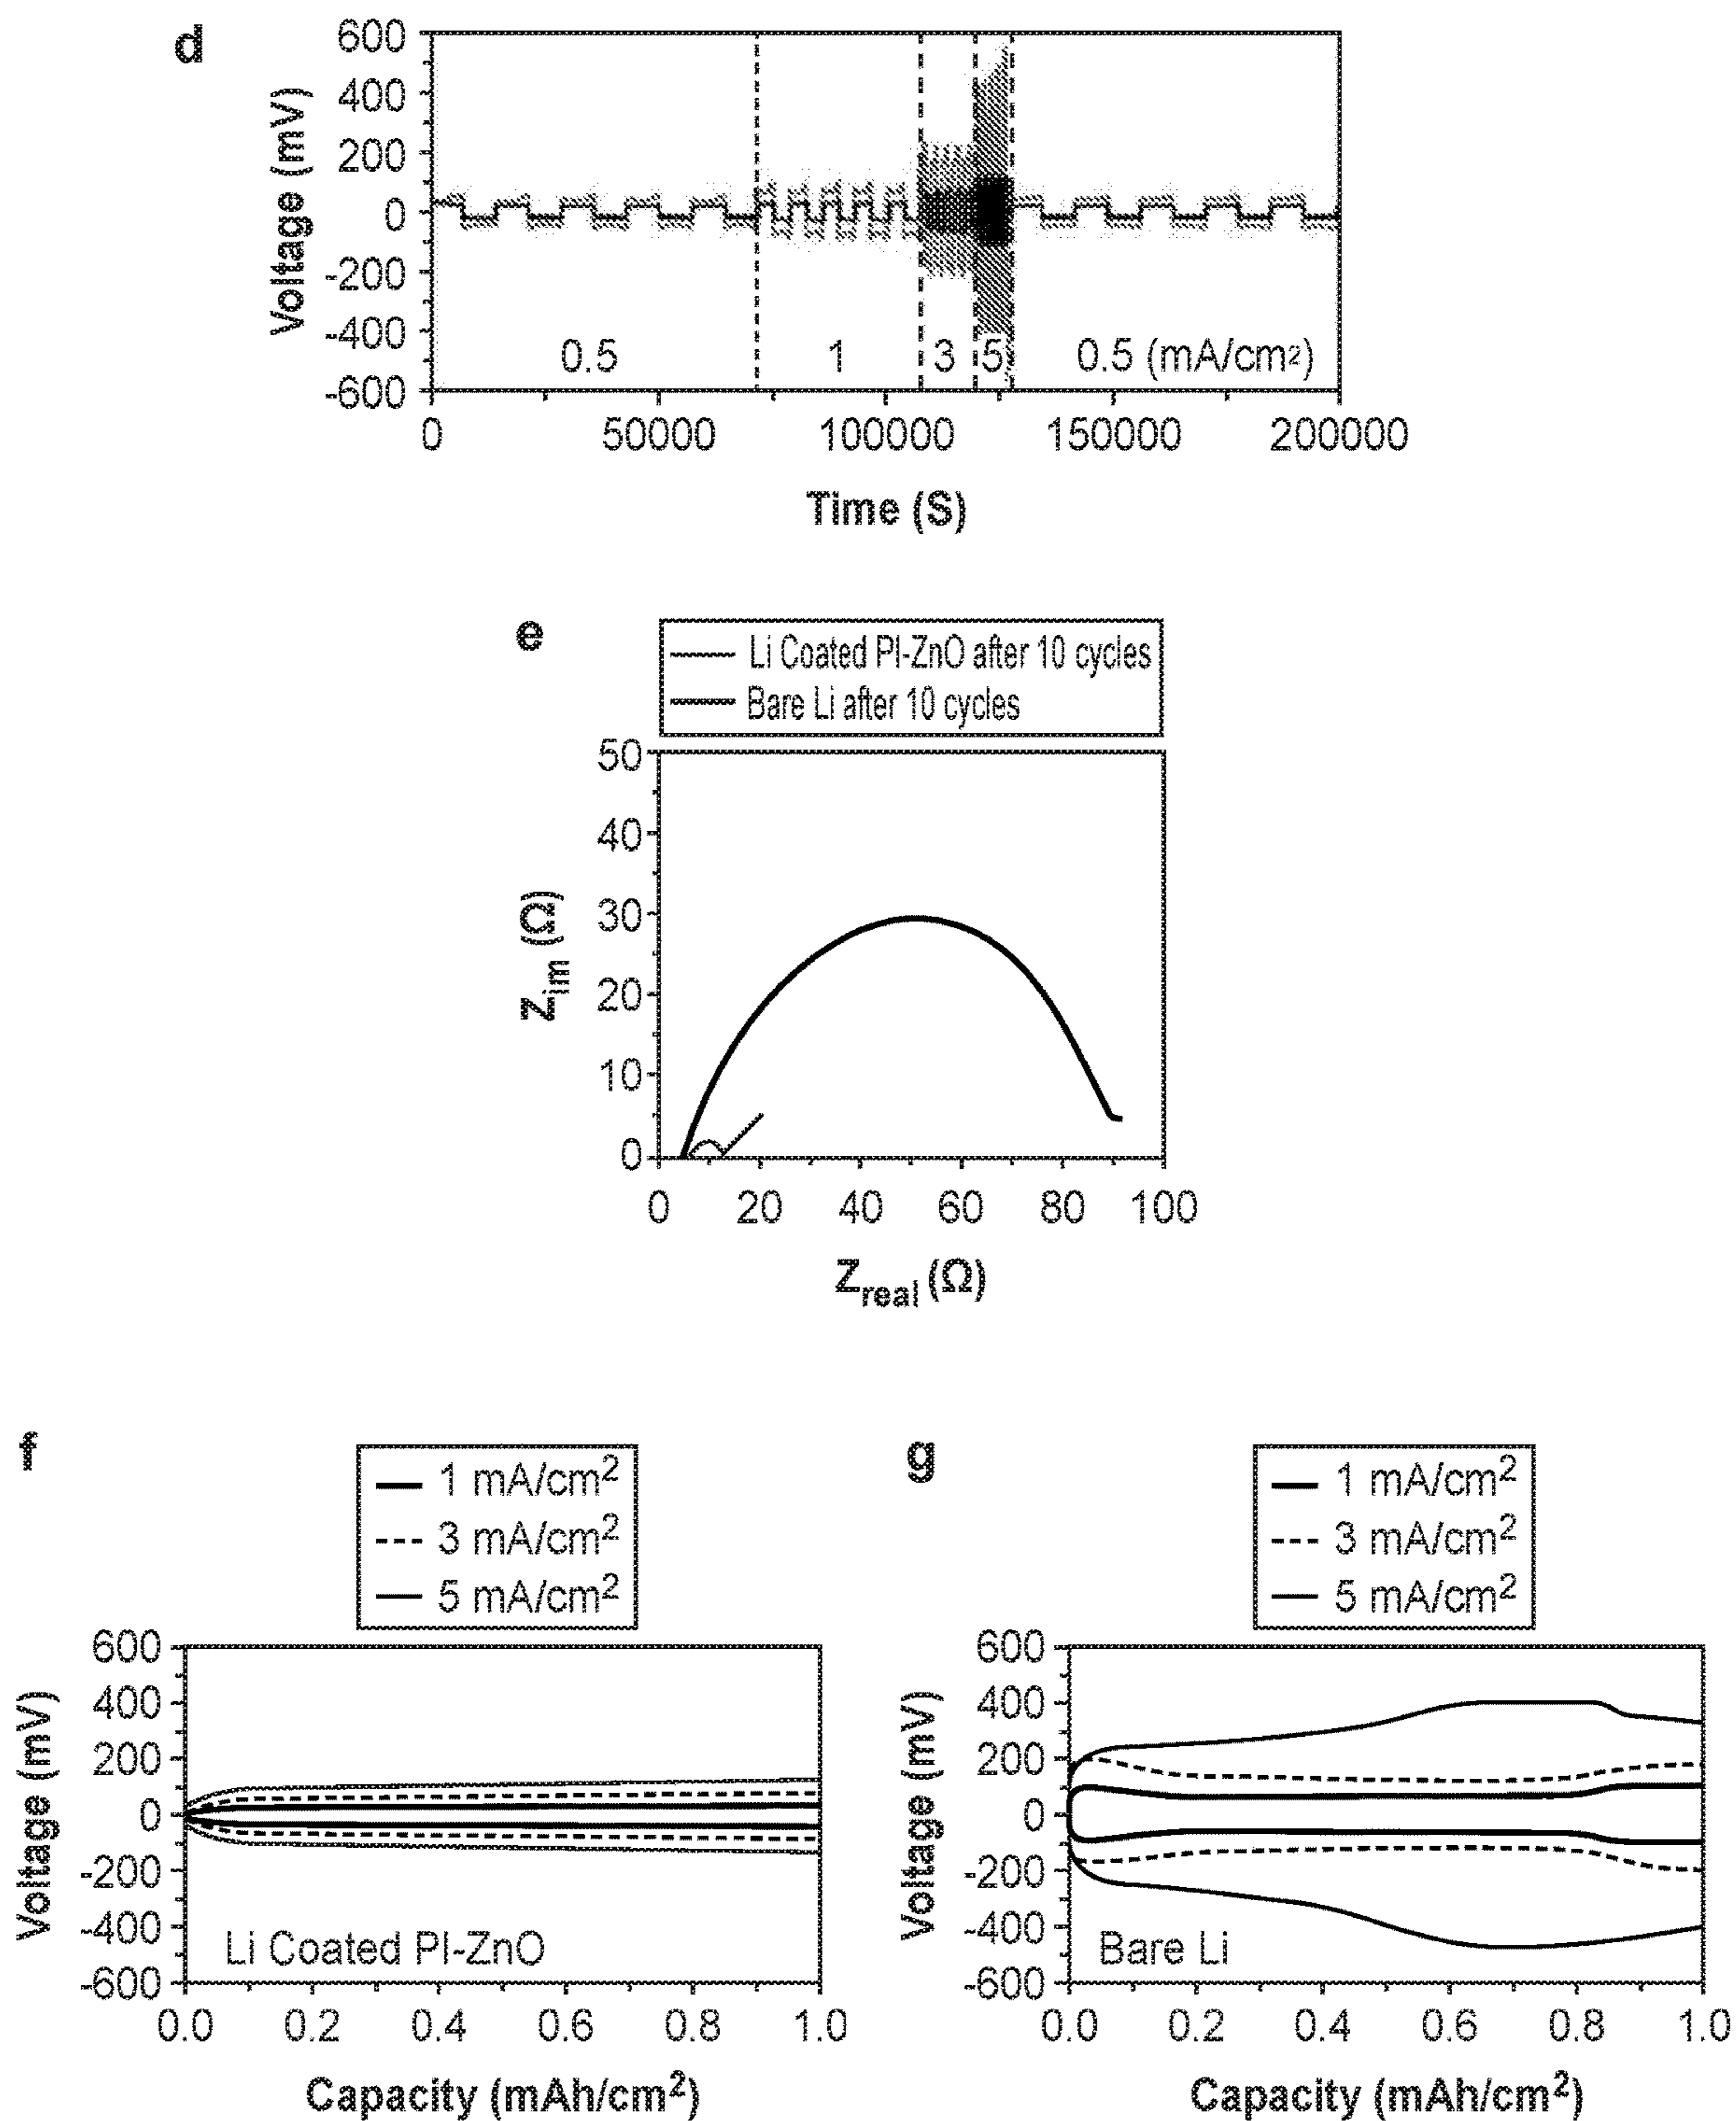 d
600
400
200
0
-200
-400
-600
Voltage (mV)
0.5
1
3
5
0.5 (mA/cm²)
0
50000
100000
150000
200000
Time (S)
e
Li Coated PI-ZnO after 10 cycles
Bare Li after 10 cycles
50
40
30
20
10
0
Zim (Ω)
0
20
40
60
80
100
Zreal (Ω)
f
1 mA/cm²
3 mA/cm²
5 mA/cm²
600
400
200
0
-200
-400
-600
Voltage (mV)
Li Coated PI-ZnO
0.0
0.2
0.4
0.6
0.8
1.0
Capacity (mAh/cm²)
g
1 mA/cm²
3 mA/cm²
5 mA/cm²
600
400
200
0
-200
-400
-600
Voltage (mV)
Bare Li
0.0
0.2
0.4
0.6
0.8
1.0
Capacity (mAh/cm²)